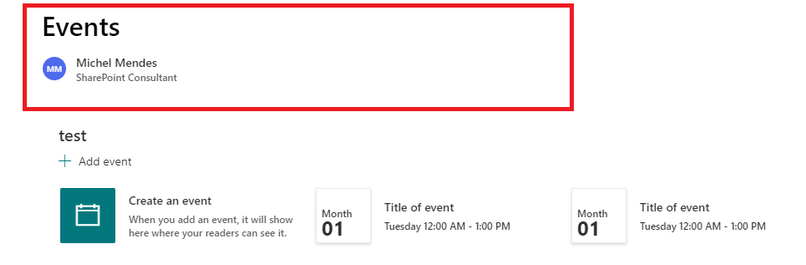 Events
MM
Michel Mendes
SharePoint Consultant
test
+ Add event
Create an event
When you add an event, it will show
here where your readers can see it.
Month
01
Title of event
Tuesday 12:00 AM - 1:00 PM
Month
01
Title of event
Tuesday 12:00 AM - 1:00 PM